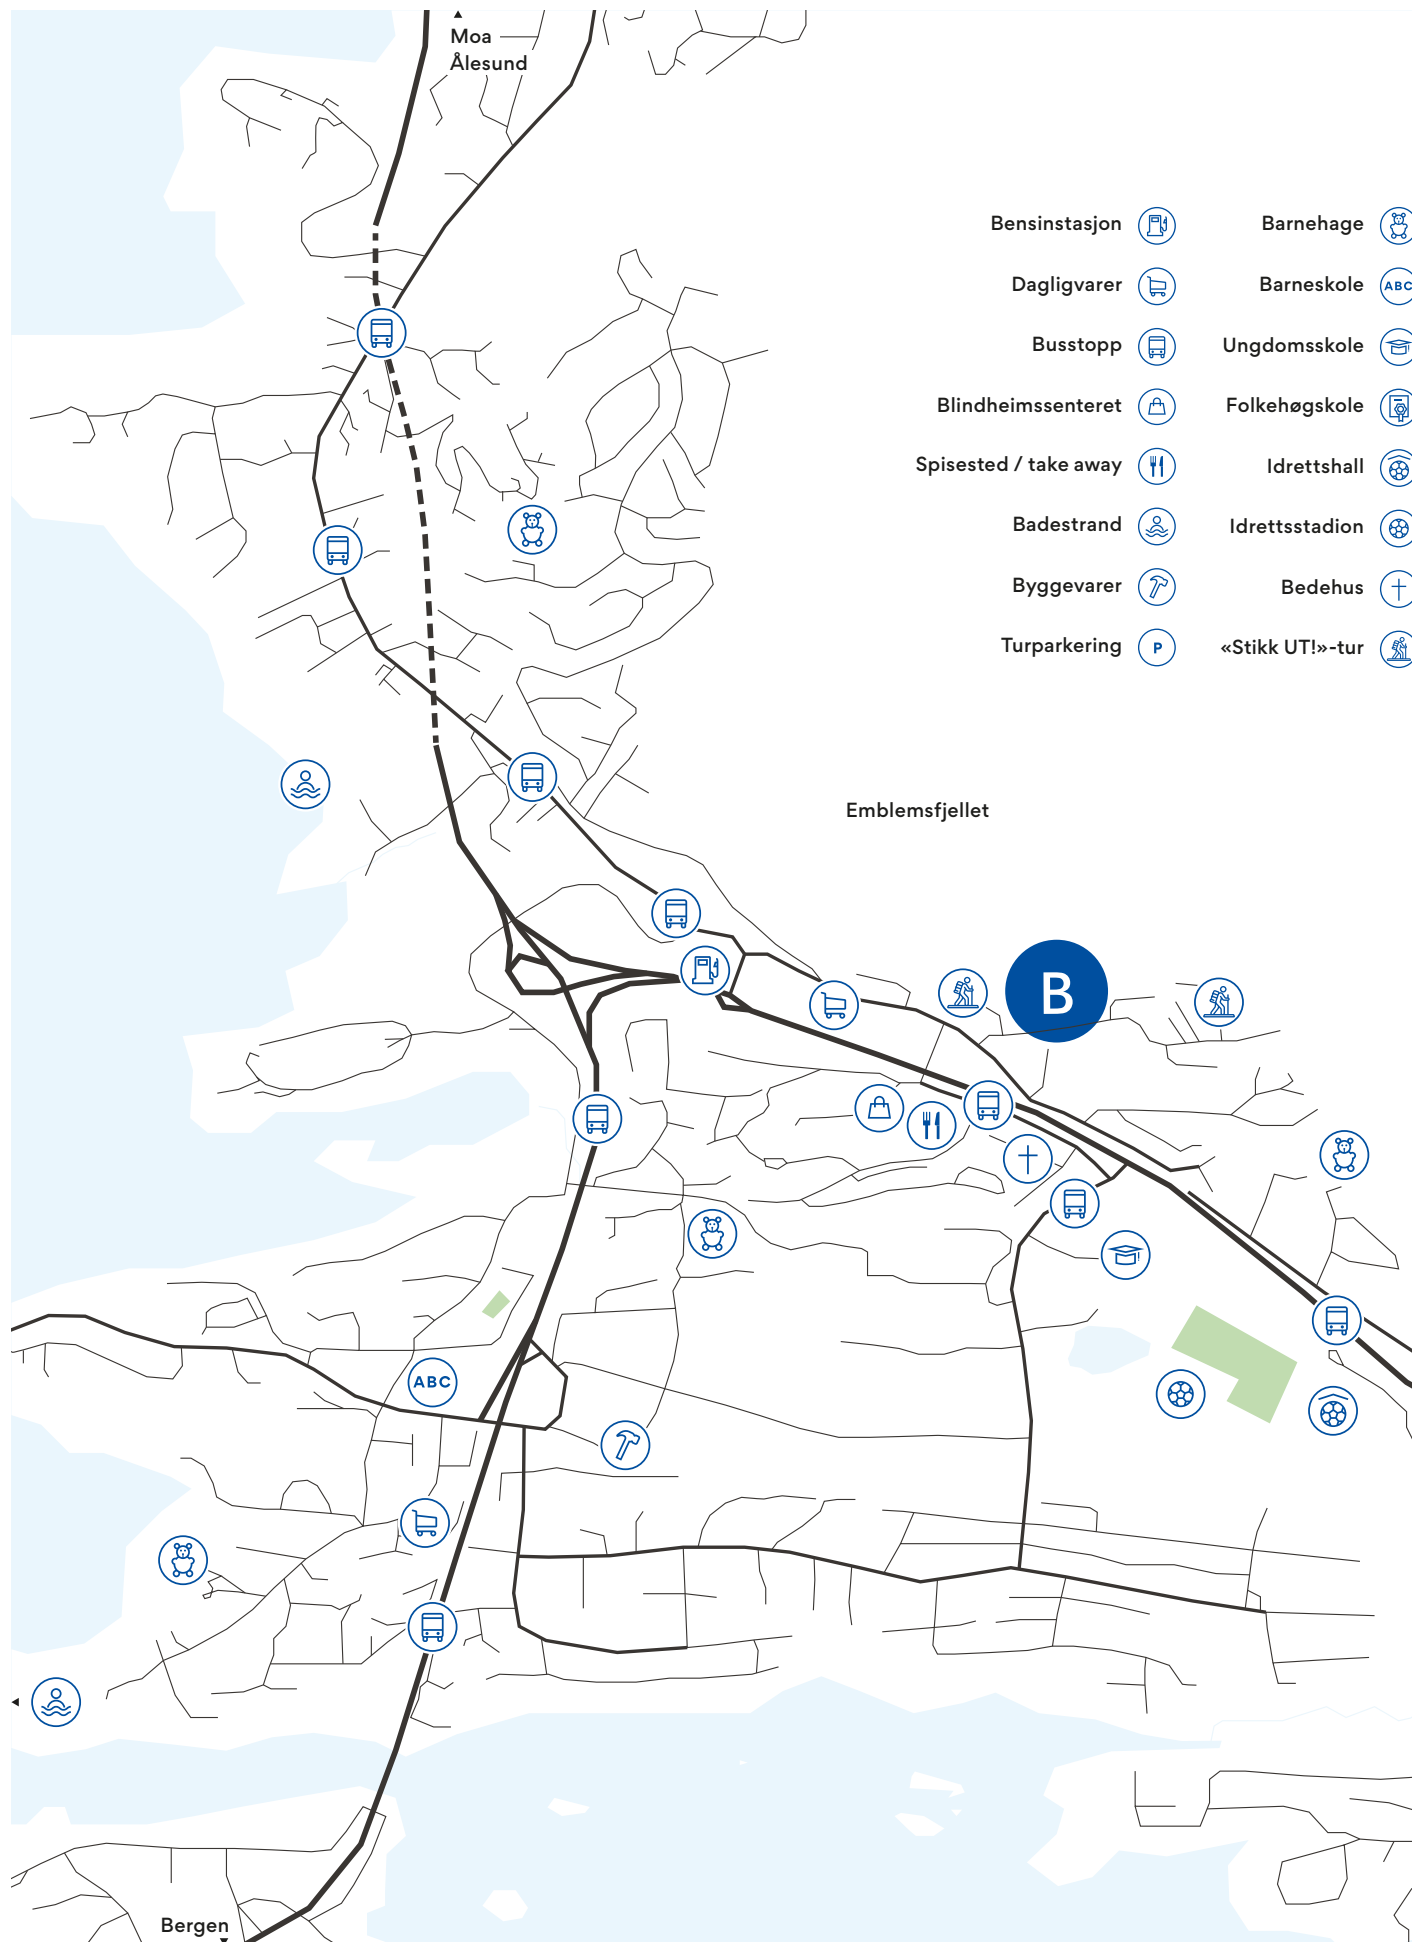 Moa
Ålesund
Bensinstasjon
Barnehage
Dagligvarer
Barneskole
ABC
Busstopp
Ungdomsskole
Blindheimssenteret
Folkehøgskole
Spisested / take away
Idrettshall
Badestrand
Idrettsstadion
Byggevarer
Bedehus
Turparkering
P
«Stikk UT!»-tur
Emblemsfjellet
B
ABC
Bergen